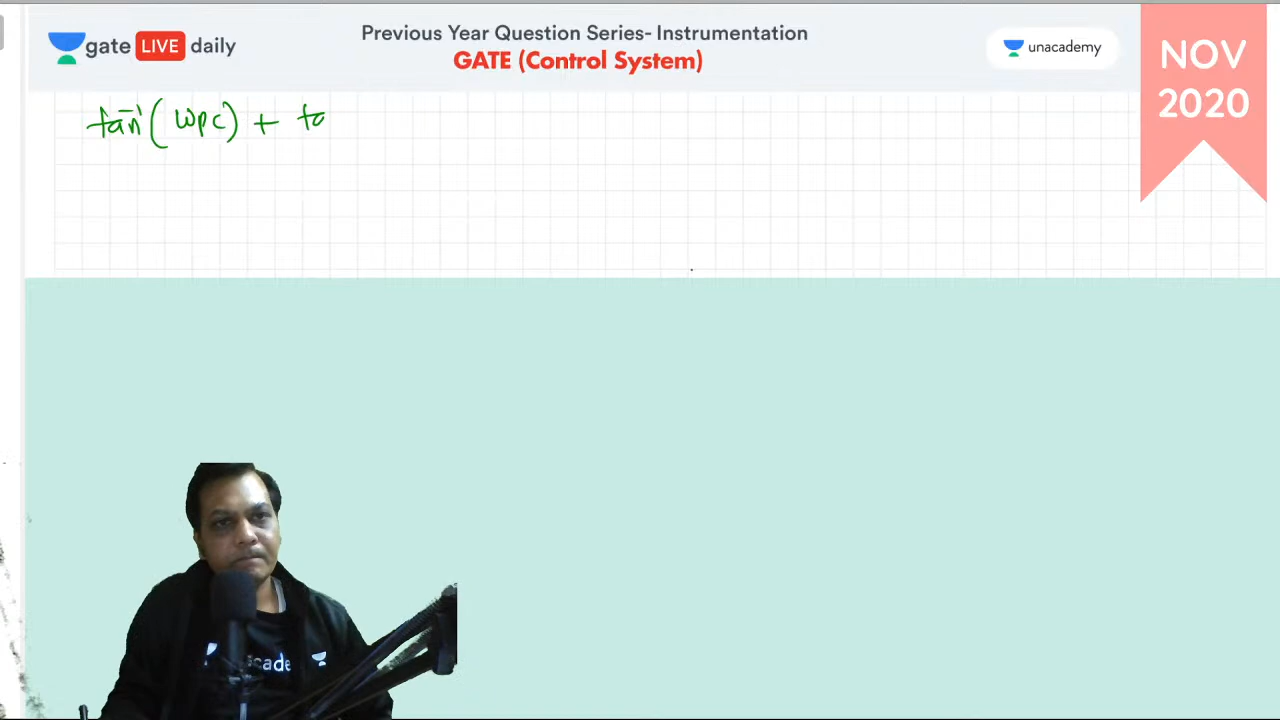 gate LIVE daily
Previous Year Question Series- Instrumentation
GATE (Control System)
unacademy
NOV
2020
tan⁻¹(ωpc) + ta